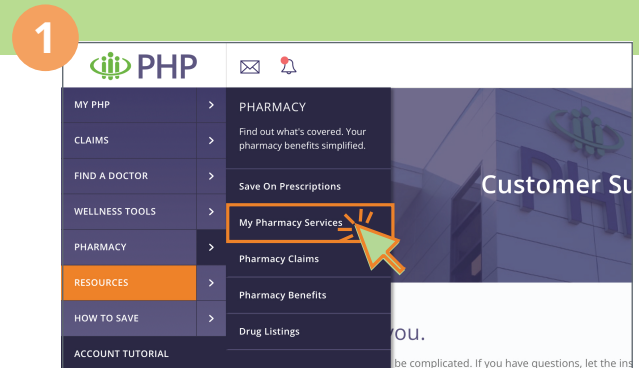 1
PHP
MY PHP
CLAIMS
FIND A DOCTOR
WELLNESS TOOLS
PHARMACY
RESOURCES
HOW TO SAVE
ACCOUNT TUTORIAL
PHARMACY
Find out what's covered. Your
pharmacy benefits simplified.
Save On Prescriptions
My Pharmacy Services
Pharmacy Claims
Pharmacy Benefits
Drug Listings
PHP
Customer Su
you.
be complicated. If you have questions, let the ins